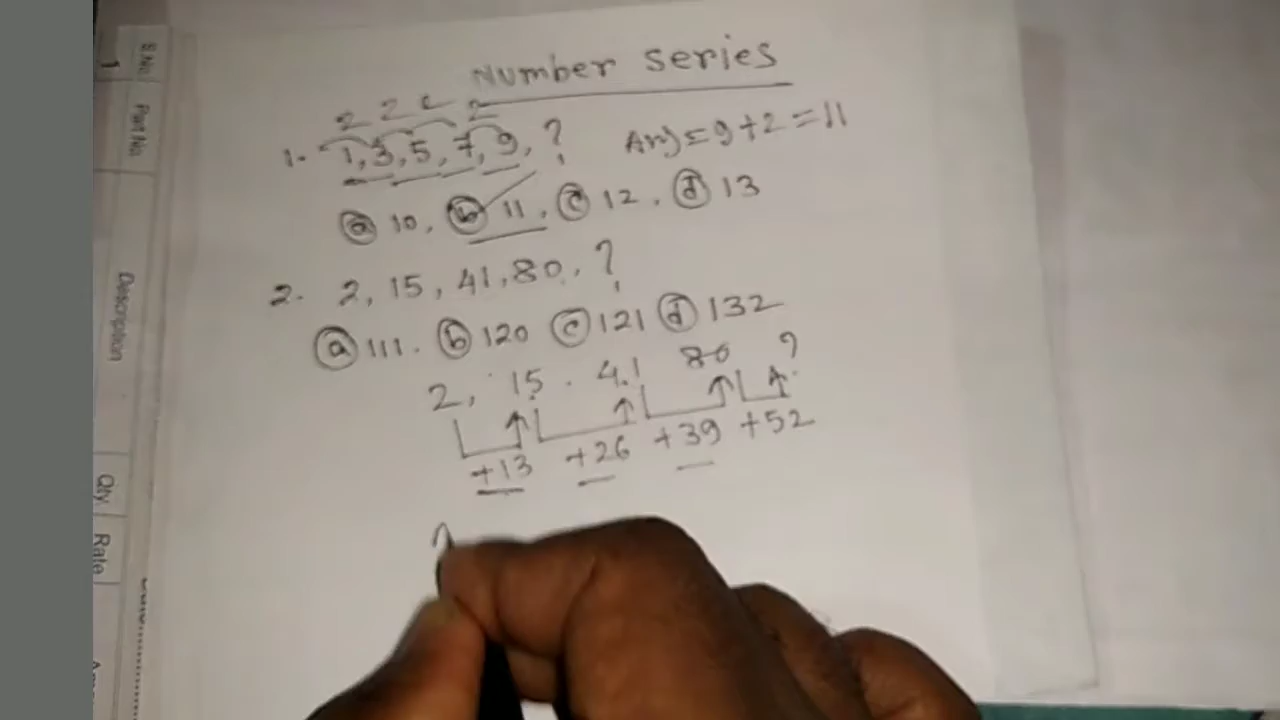 Number series
2 2 2 2
1. 1, 3, 5, 7, 9, ? Ans = 9+2=11
ⓐ 10, ⓑ 11, ⓒ 12, ⓓ 13
2. 2, 15, 41, 80, ?
ⓐ 111. ⓑ 120 ⓒ 121 ⓓ 132
2, 15. 41 80 ?
+13 +26 +39 +52
S.No. Part No. Description Qty. Rate
1